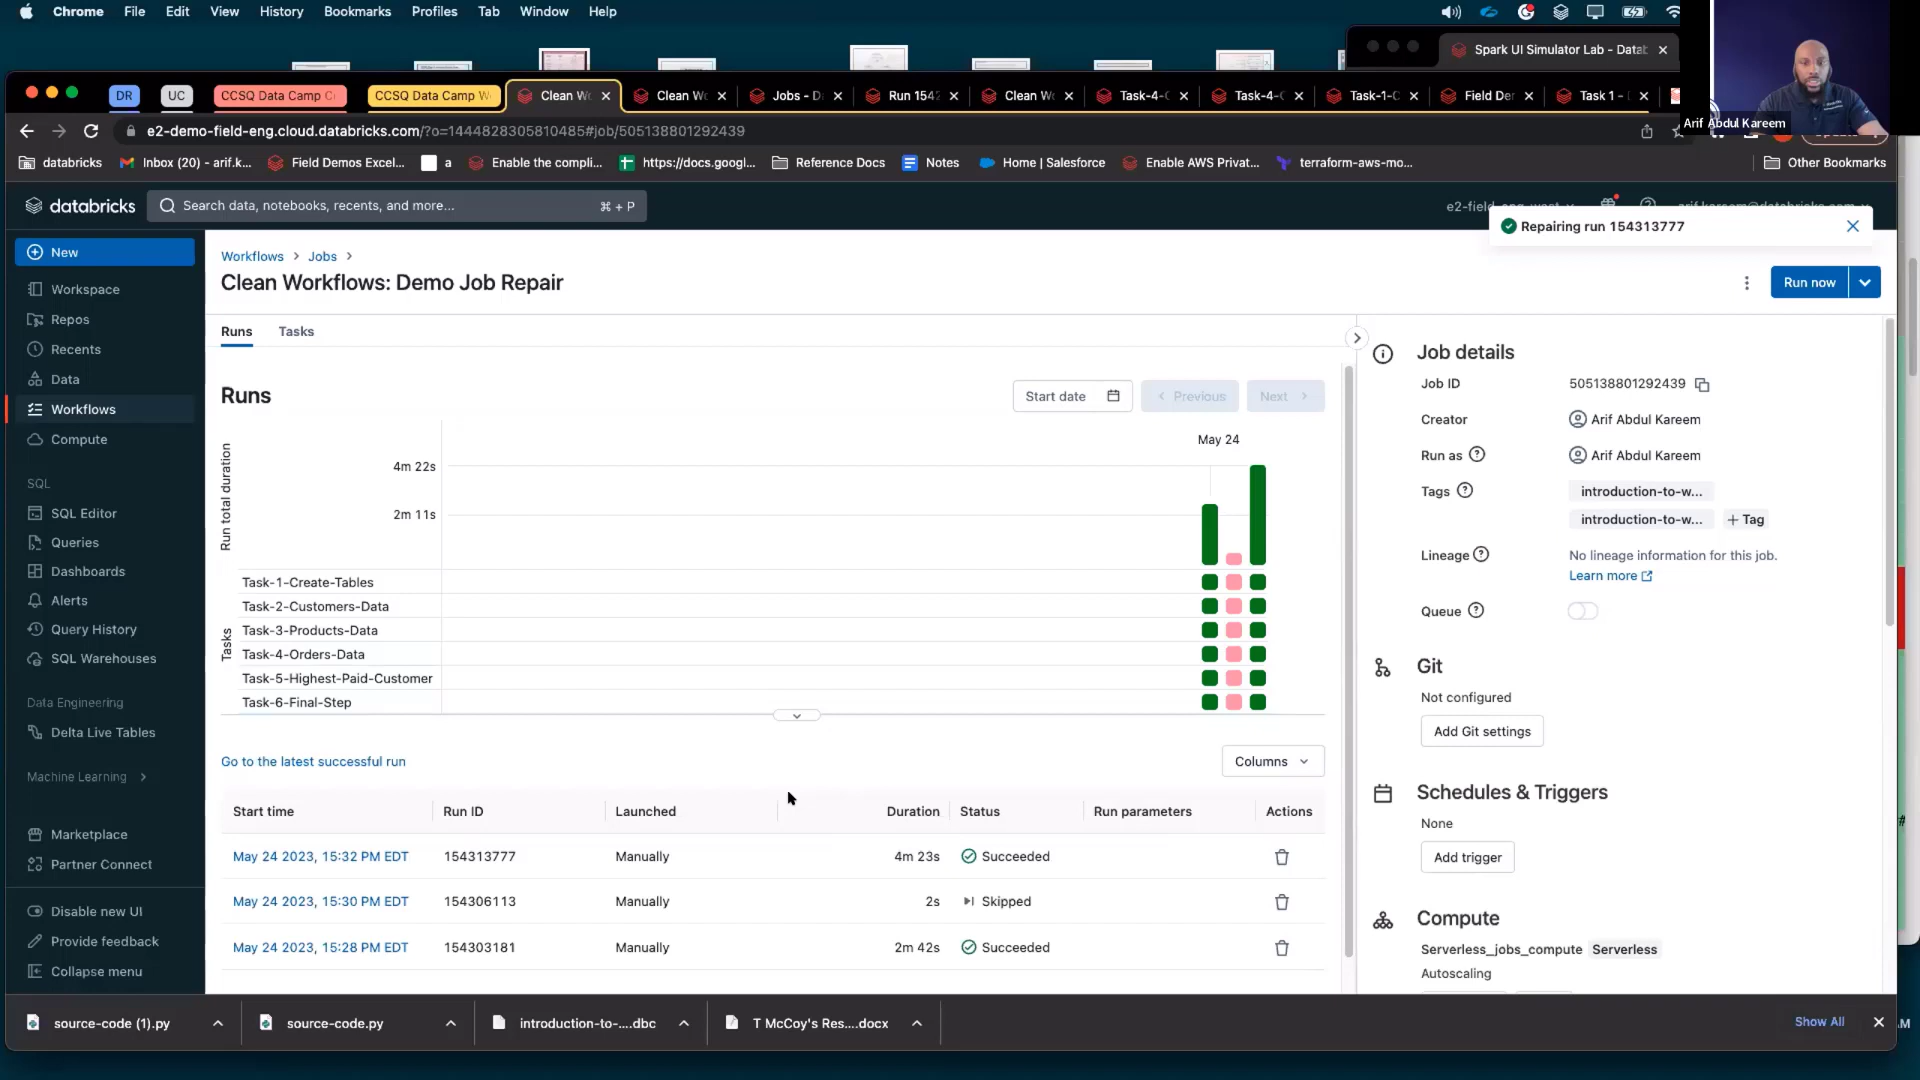 Chrome File Edit View History Bookmarks Profiles Tab Window Help
Spark UI Simulator Lab - Datab
DR UC CCSQ Data Camp C CCSQ Data Camp W Clean W Clean W Jobs - D Run 1542 Clean W Task-4-C Task-4-C Task-1-C Field Der Task 1 -
Arif Abdul Kareem
e2-demo-field-eng.cloud.databricks.com/?o=1444828305810485#job/505138801292439
databricks Inbox (20) - arif.k... Field Demos Excel... a Enable the compli... https://docs.googl... Reference Docs Notes Home | Salesforce Enable AWS Privat... terraform-aws-mo... Other Bookmarks
databricks
Search data, notebooks, recents, and more... ⌘ + P
Repairing run 154313777
New
Workspace
Repos
Recents
Data
Workflows
Compute
SQL
SQL Editor
Queries
Dashboards
Alerts
Query History
SQL Warehouses
Data Engineering
Delta Live Tables
Machine Learning
Marketplace
Partner Connect
Disable new UI
Provide feedback
Collapse menu
Workflows > Jobs >
Clean Workflows: Demo Job Repair
Run now
Runs Tasks
Runs
Start date Previous Next
May 24
Run total duration
4m 22s
2m 11s
Tasks
Task-1-Create-Tables
Task-2-Customers-Data
Task-3-Products-Data
Task-4-Orders-Data
Task-5-Highest-Paid-Customer
Task-6-Final-Step
Go to the latest successful run
Columns
Start time Run ID Launched Duration Status Run parameters Actions
May 24 2023, 15:32 PM EDT 154313777 Manually 4m 23s Succeeded
May 24 2023, 15:30 PM EDT 154306113 Manually 2s Skipped
May 24 2023, 15:28 PM EDT 154303181 Manually 2m 42s Succeeded
Job details
Job ID 505138801292439
Creator Arif Abdul Kareem
Run as Arif Abdul Kareem
Tags introduction-to-w...
introduction-to-w... + Tag
Lineage No lineage information for this job.
Learn more
Queue
Git
Not configured
Add Git settings
Schedules & Triggers
None
Add trigger
Compute
Serverless_jobs_compute Serverless
Autoscaling
source-code (1).py source-code.py introduction-to-....dbc T McCoy's Res....docx Show All